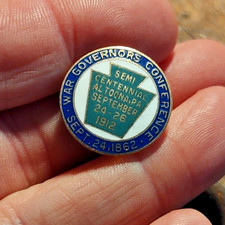 WAR GOVERNORS CONFERENCE
SEMI
CENTENNIAL
ALTOONA, PA.
SEPTEMBER
24-26
1912
SEPT. 24, 1862